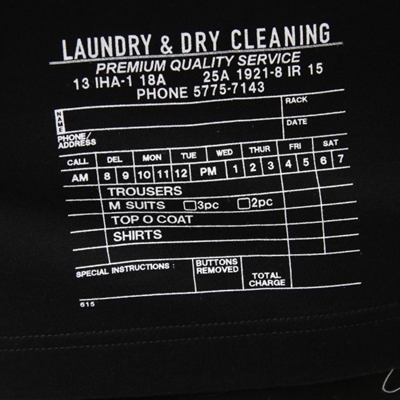 LAUNDRY & DRY CLEANING
PREMIUM QUALITY SERVICE
13 IHA-1 18A 25A 1921-8 IR 15
PHONE 5775-7143
NAME
RACK
PHONE/
ADDRESS
DATE
CALL DEL MON TUE WED THU FRI SAT
AM 8 9 10 11 12 PM 1 2 3 4 5 6 7
TROUSERS
M SUITS 3pc 2pc
TOP O COAT
SHIRTS
SPECIAL INSTRUCTIONS :
BUTTONS
REMOVED
TOTAL
CHARGE
615